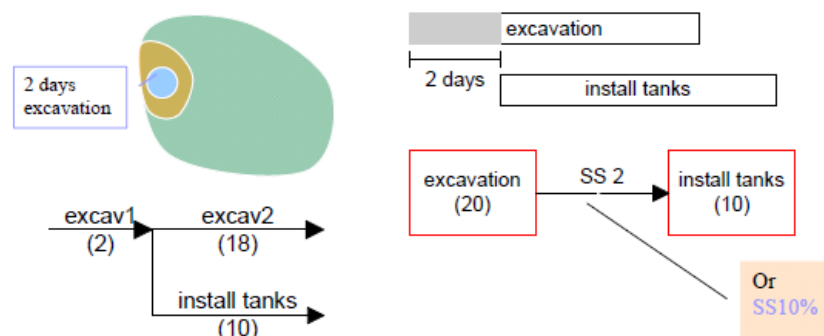 2 days
excavation
excavation
2 days
install tanks
excav1
(2)
excav2
(18)
install tanks
(10)
excavation
(20)
SS 2
install tanks
(10)
Or
SS10%